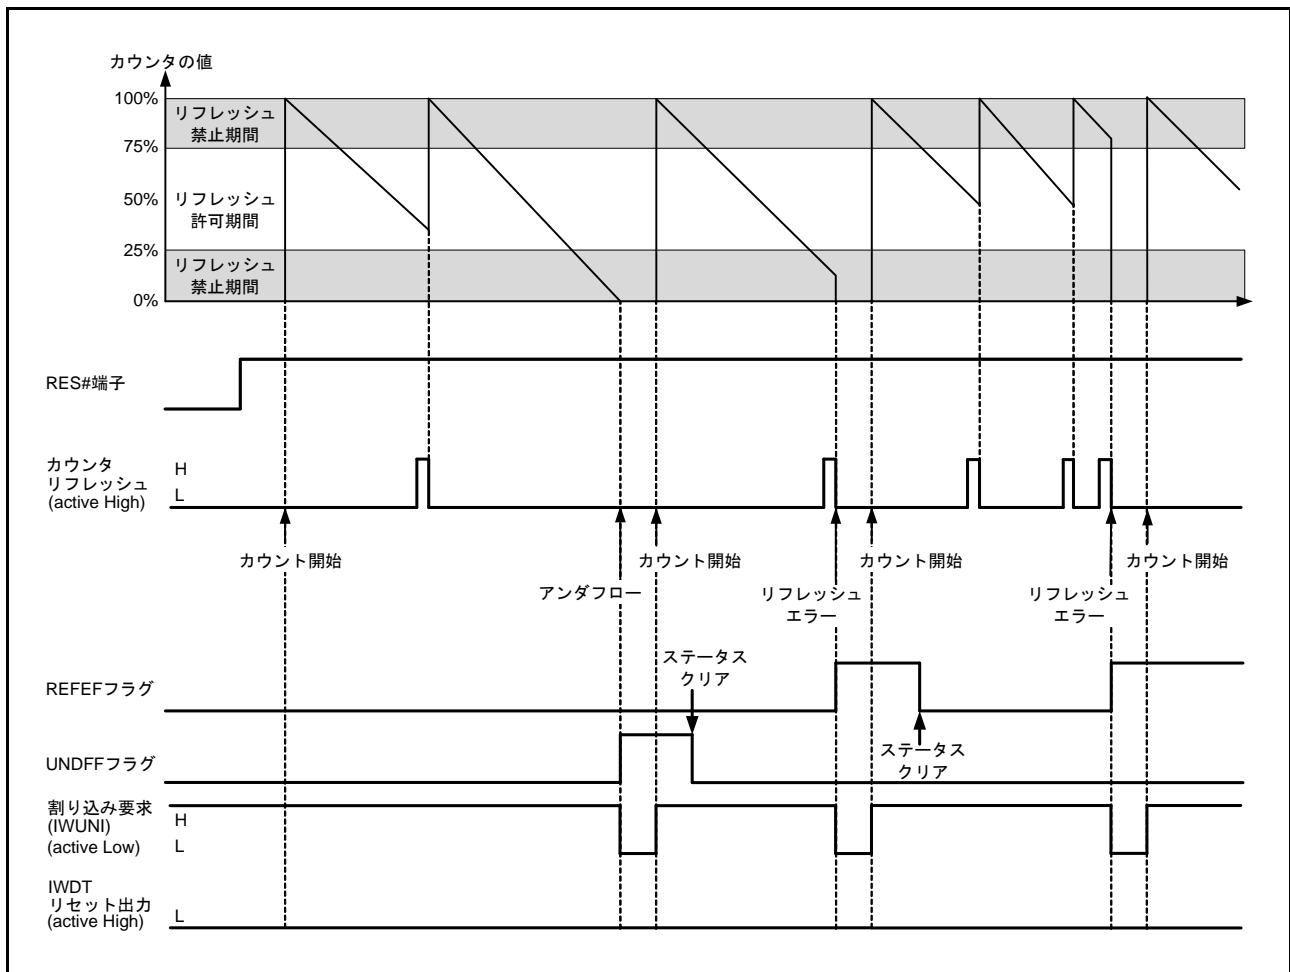 カウンタの値
100%
リフレッシュ
禁止期間
75%
50%
リフレッシュ
許可期間
25%
リフレッシュ
禁止期間
0%
RES#端子
カウンタ
リフレッシュ
(active High)
H
L
カウント開始
カウント開始
カウント開始
カウント開始
アンダフロー
リフレッシュ
エラー
リフレッシュ
エラー
ステータス
クリア
REFEFフラグ
ステータス
クリア
UNDFFフラグ
割り込み要求
(IWUNI)
(active Low)
H
L
IWDT
リセット出力
(active High)
L